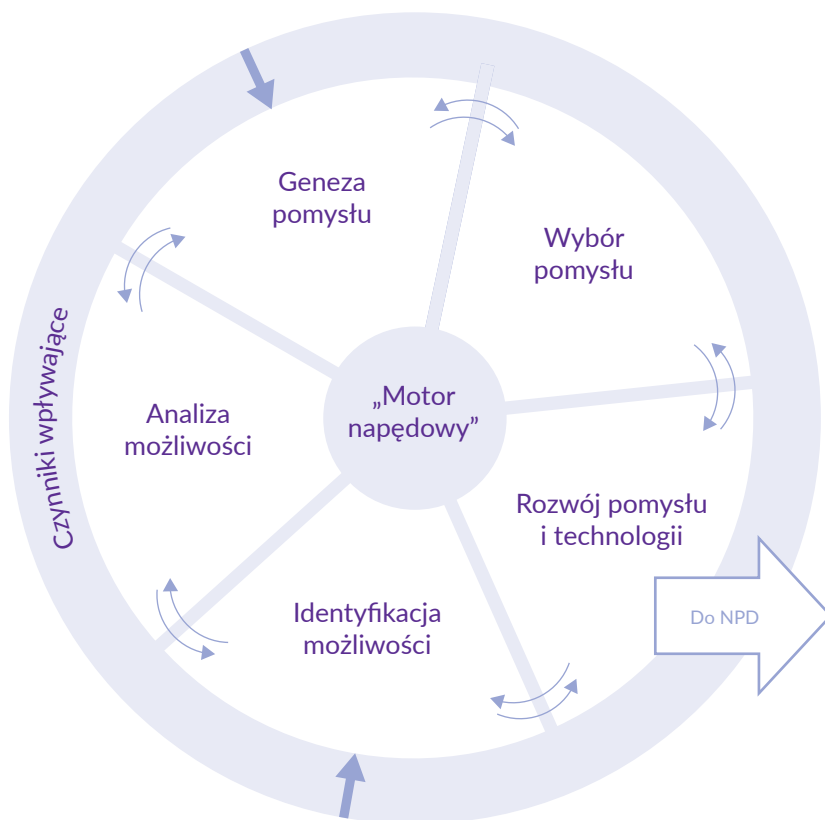 Geneza
pomysłu
Wybór
pomysłu
Czynniki wpływające
Analiza
możliwości
„Motor
napędowy”
Rozwój pomysłu
i technologii
Identyfikacja
możliwości
Do NPD